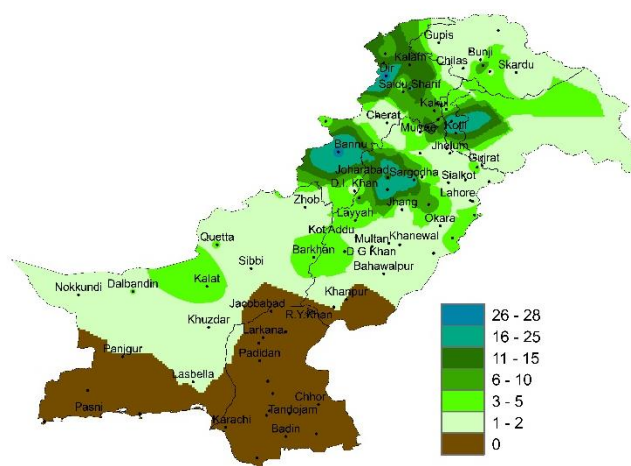 Gupis
Kalam
Bunji
Chilas
Skardu
Dir
Saidu Sharif
Kakul
Cherat
Murree
Kotli
Bannu
Jhelum
Joharabad
Sargodha
Gujrat
Sialkot
D.I. Khan
Lahore
Zhob
Layyah
Jhang
Okara
Quetta
Kot Addu
Multan
Khanewal
Sibbi
Barkhan
D G Khan
Bahawalpur
Nokkundi
Dalbandin
Kalat
Khanpur
Jacobabad
R.Y.Khan
Khuzdar
Larkana
Panjgur
Padidan
Lasbella
Pasni
Chhor
Karachi
Tandojam
Badin
26 - 28
16 - 25
11 - 15
6 - 10
3 - 5
1 - 2
0